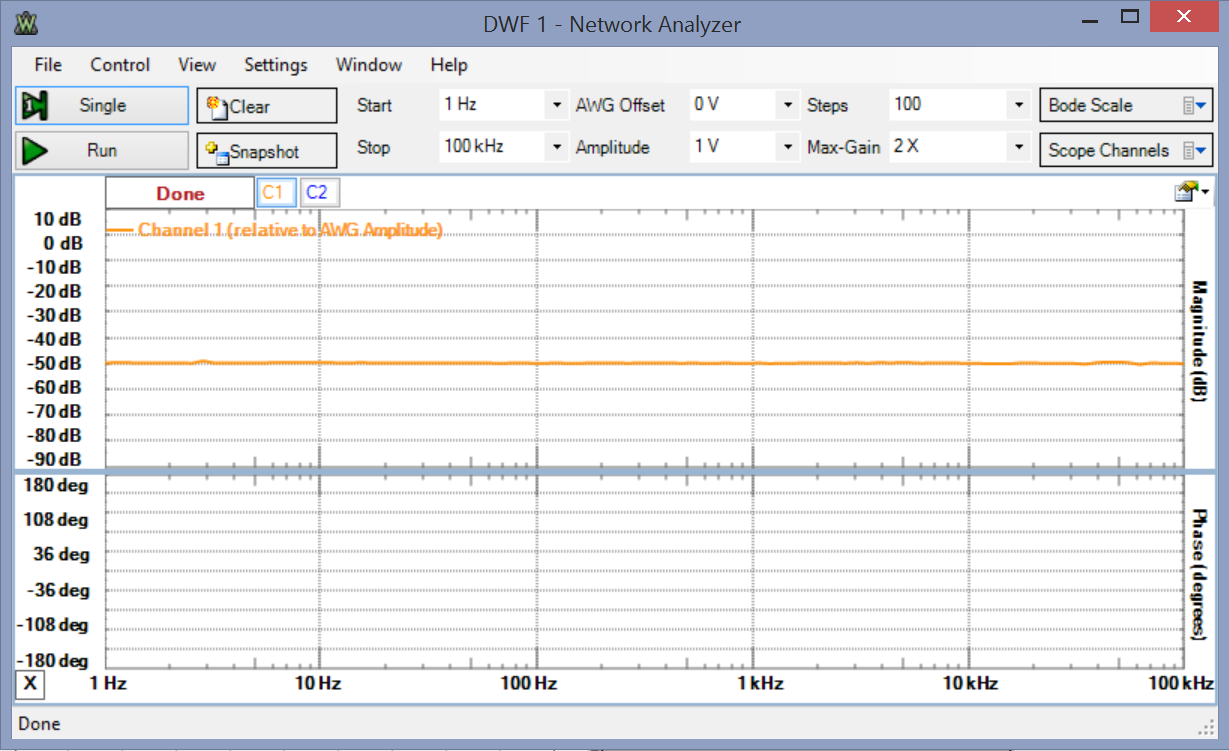 DWF 1 - Network Analyzer
File Control View Settings Window Help
Single Clear Start 1 Hz AWG Offset 0 V Steps 100 Bode Scale
Run Snapshot Stop 100 kHz Amplitude 1 V Max-Gain 2 X Scope Channels
Done C1 C2
Channel 1 (relative to AWG Amplitude)
10 dB
0 dB
-10 dB
-20 dB
-30 dB
-40 dB
-50 dB
-60 dB
-70 dB
-80 dB
-90 dB
Magnitude (dB)
180 deg
108 deg
36 deg
-36 deg
-108 deg
-180 deg
Phase (degrees)
X 1 Hz 10 Hz 100 Hz 1 kHz 10 kHz 100 kHz
Done